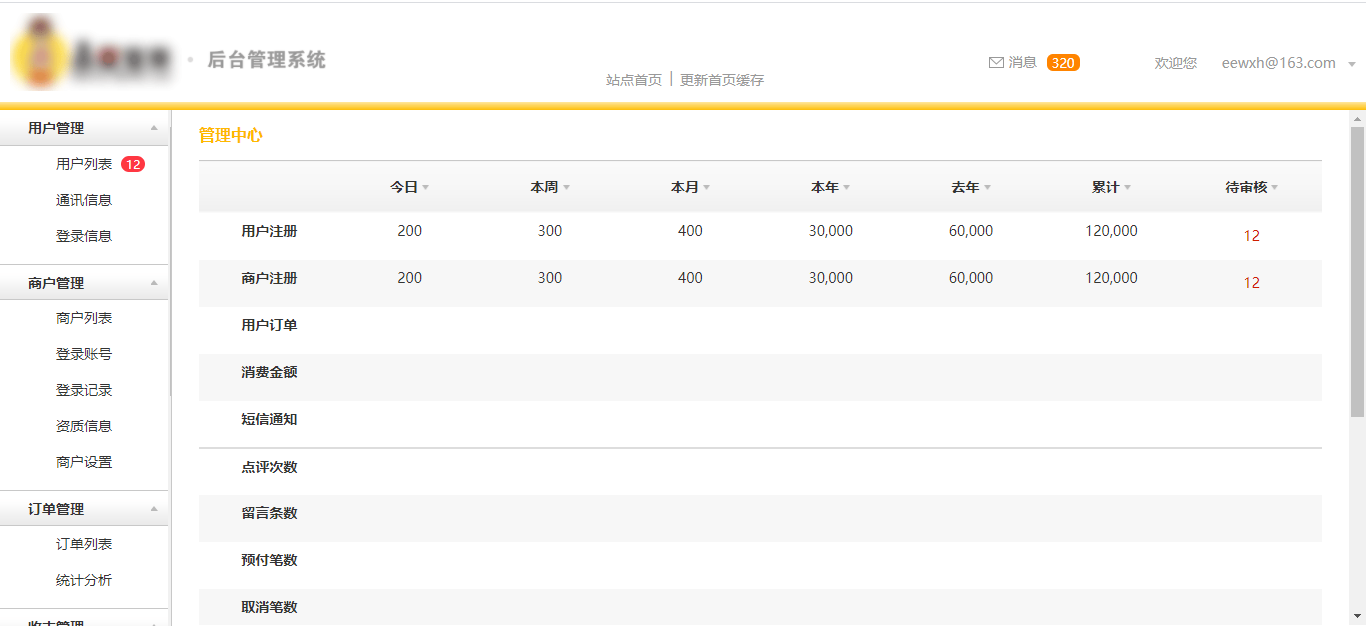 后台管理系统
站点首页 | 更新首页缓存
消息 320
欢迎您 eewxh@163.com
用户管理
用户列表 12
通讯信息
登录信息
商户管理
商户列表
登录账号
登录记录
资质信息
商户设置
订单管理
订单列表
统计分析
管理中心
今日 本周 本月 本年 去年 累计 待审核
用户注册 200 300 400 30,000 60,000 120,000 12
商户注册 200 300 400 30,000 60,000 120,000 12
用户订单
消费金额
短信通知
点评次数
留言条数
预付笔数
取消笔数